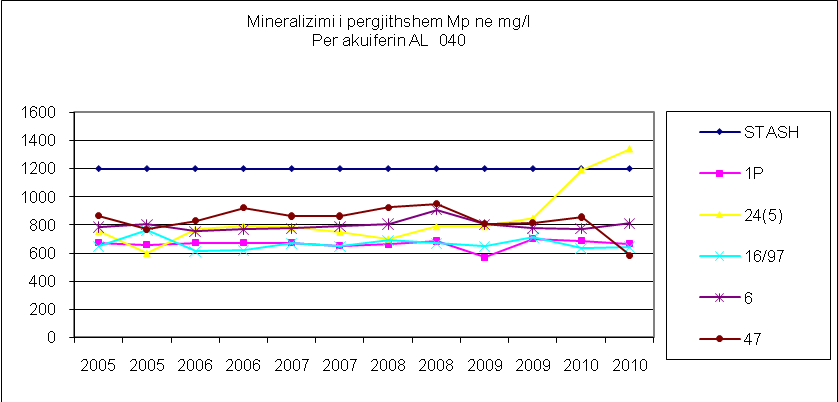 Mineralizimi i pergjithshem Mp ne mg/l
Per akuiferin AL 040
1600
1400
1200
1000
800
600
400
200
0
2005 2005 2006 2006 2007 2007 2008 2008 2009 2009 2010 2010
STASH
1P
24(5)
16/97
6
47